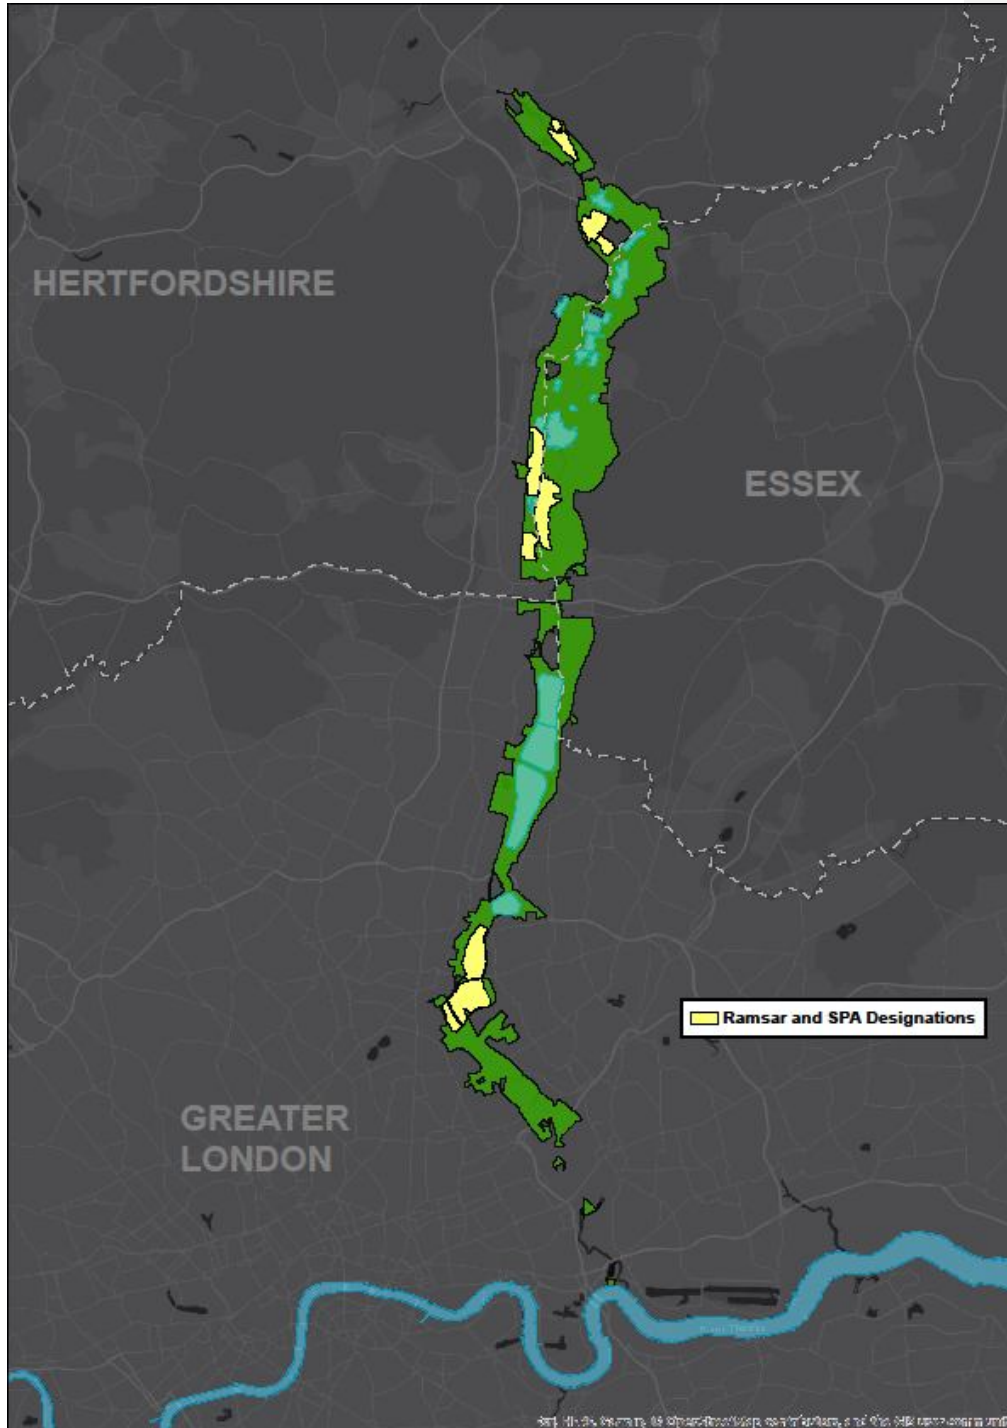 HERTFORDSHIRE
ESSEX
Ramsar and SPA Designations
GREATER
LONDON